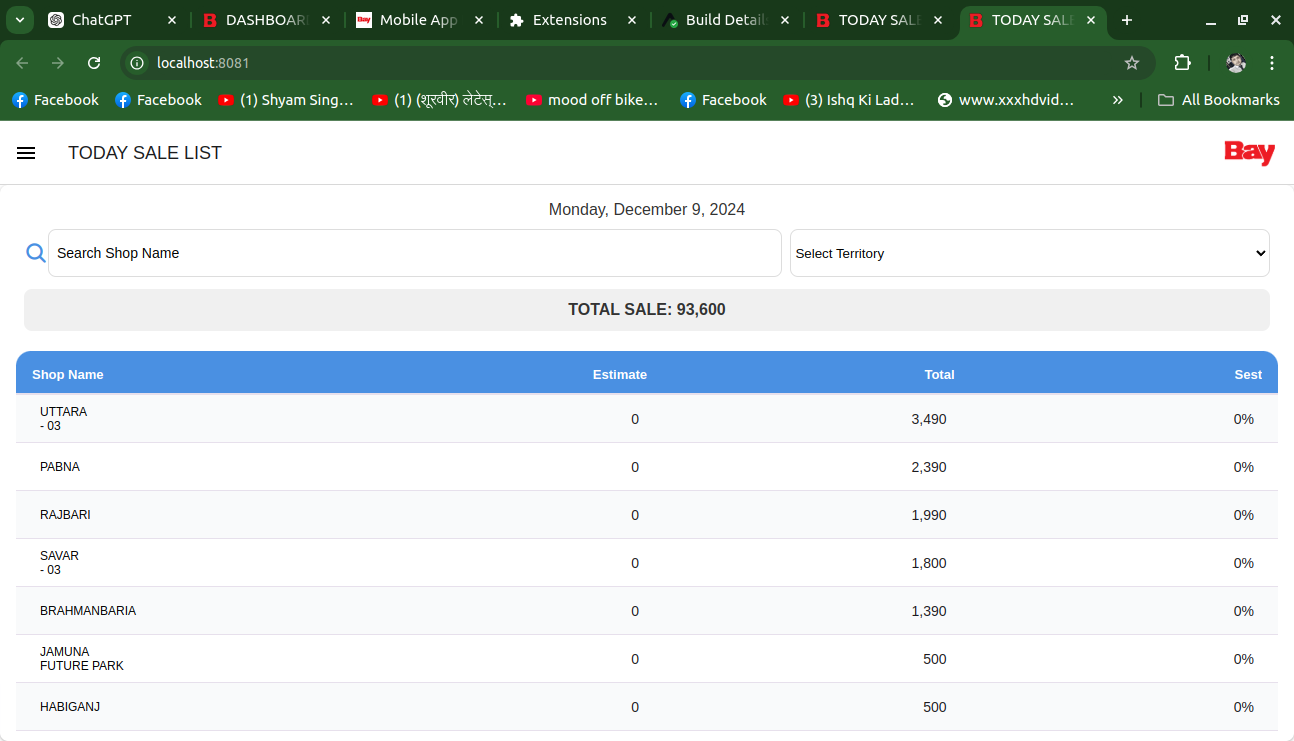 ChatGPT
DASHBOAR
Mobile App
Extensions
Build Detail
TODAY SALE
TODAY SALE
localhost:8081
Facebook
Facebook
(1) Shyam Sing...
(1) (शूरवीर) लेटेस्...
mood off bike...
Facebook
(3) Ishq Ki Lad...
www.xxxhdvid...
All Bookmarks
TODAY SALE LIST
Bay
Monday, December 9, 2024
Search Shop Name
Select Territory
TOTAL SALE: 93,600
Shop Name Estimate Total Sest
UTTARA
- 03 0 3,490 0%
PABNA 0 2,390 0%
RAJBARI 0 1,990 0%
SAVAR
- 03 0 1,800 0%
BRAHMANBARIA 0 1,390 0%
JAMUNA
FUTURE PARK 0 500 0%
HABIGANJ 0 500 0%